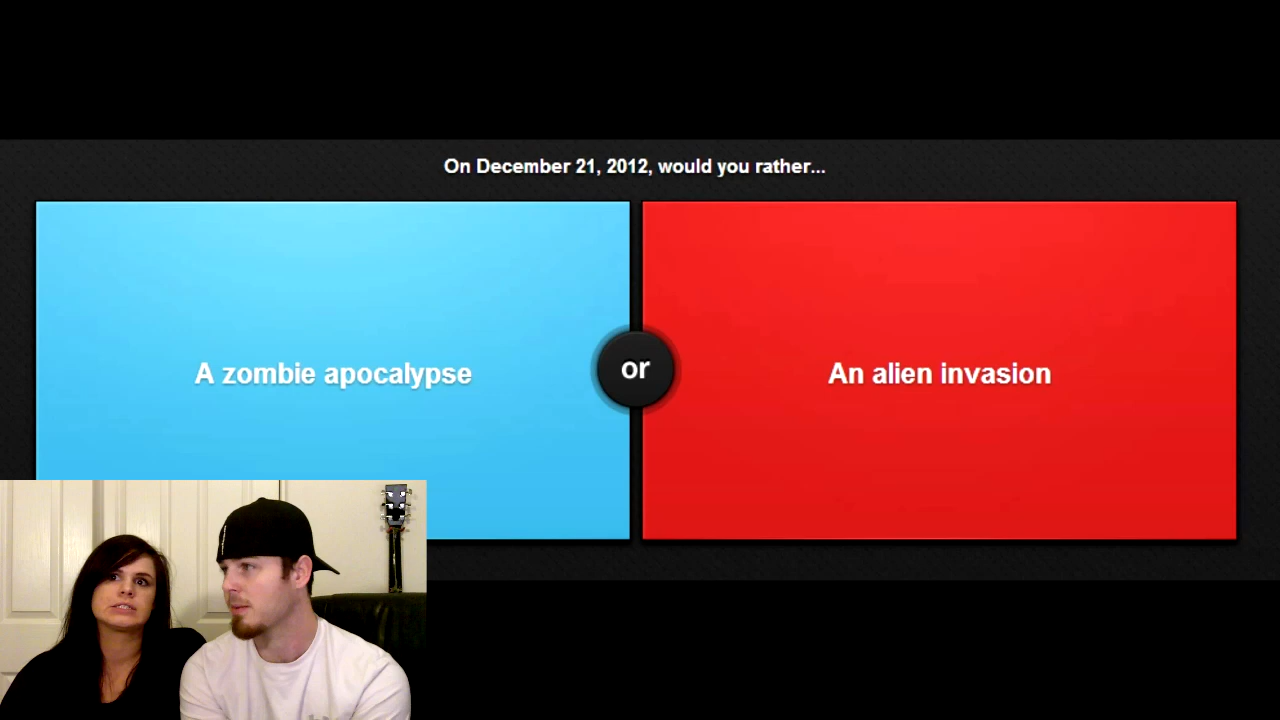 On December 21, 2012, would you rather...
A zombie apocalypse
or
An alien invasion